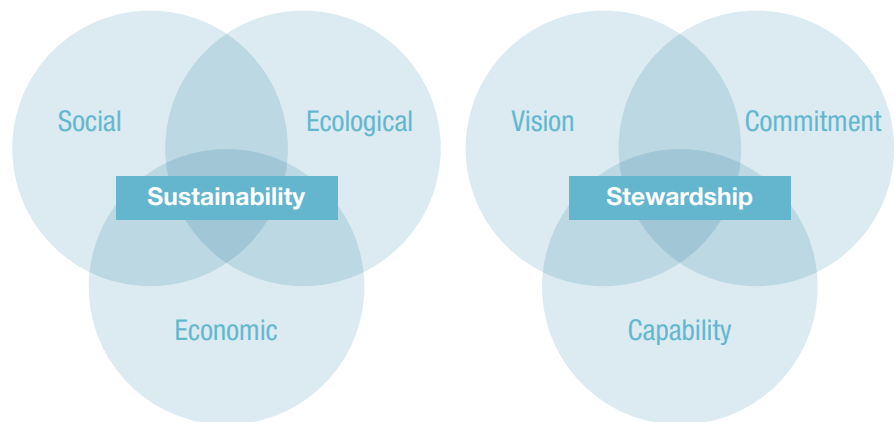 Social
Ecological
Sustainability
Economic
Vision
Commitment
Stewardship
Capability